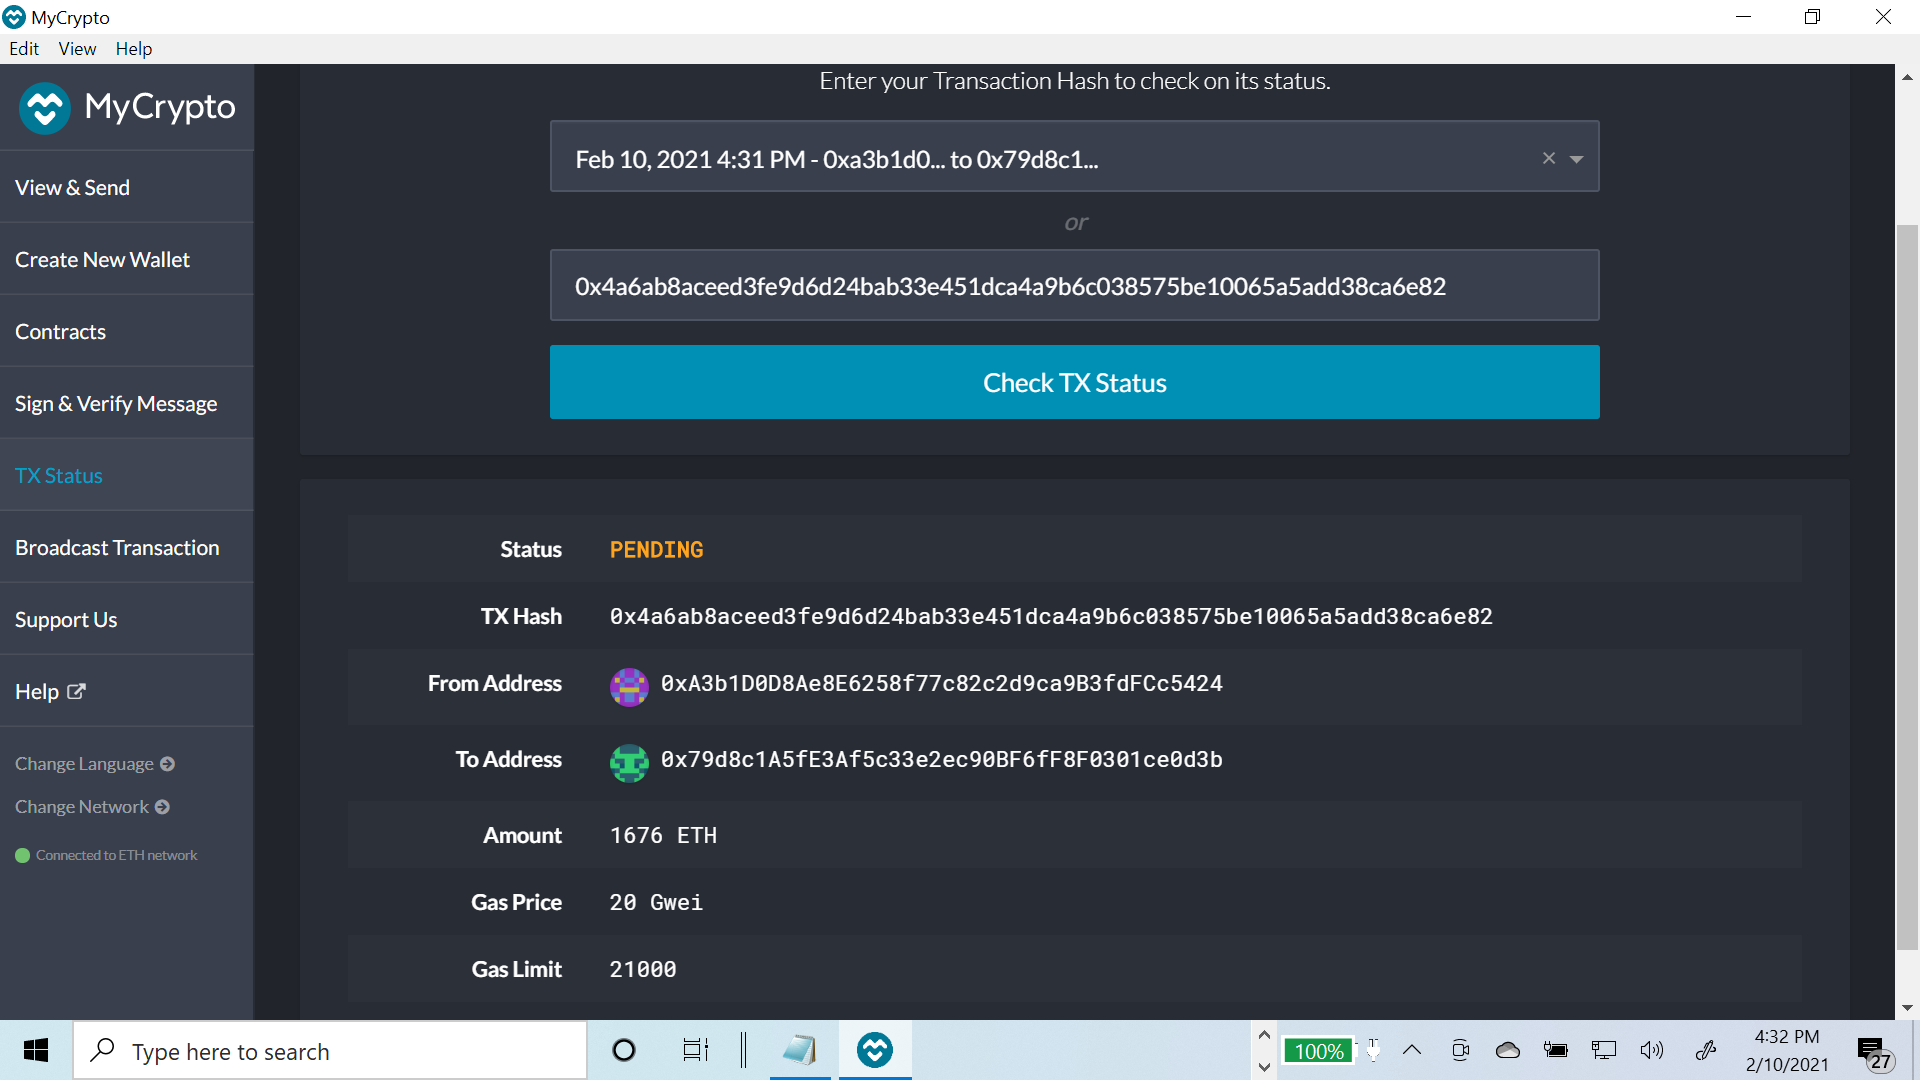 MyCrypto
Edit View Help
MyCrypto
View & Send
Create New Wallet
Contracts
Sign & Verify Message
TX Status
Broadcast Transaction
Support Us
Help
Change Language
Change Network
Connected to ETH network
Enter your Transaction Hash to check on its status.
Feb 10, 2021 4:31 PM - 0xa3b1d0... to 0x79d8c1...
or
0x4a6ab8aceed3fe9d6d24bab33e451dca4a9b6c038575be10065a5add38ca6e82
Check TX Status
Status PENDING
TX Hash 0x4a6ab8aceed3fe9d6d24bab33e451dca4a9b6c038575be10065a5add38ca6e82
From Address 0xA3b1D0D8Ae8E6258f77c82c2d9ca9B3fdFCc5424
To Address 0x79d8c1A5fE3Af5c33e2ec90BF6fF8F0301ce0d3b
Amount 1676 ETH
Gas Price 20 Gwei
Gas Limit 21000
Type here to search
100%
4:32 PM
2/10/2021
27